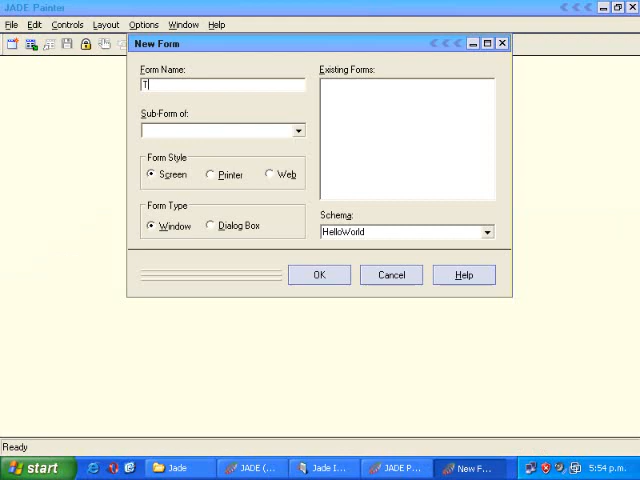 JADE Painter
File Edit Controls Layout Options Window Help
New Form
Form Name:
T
Existing Forms:
Sub-Form of:
Form Style
Screen Printer Web
Form Type
Window Dialog Box
Schema:
HelloWorld
OK Cancel Help
Ready
start Jade JADE (... Jade I... JADE P... New F... 5:54 p.m.